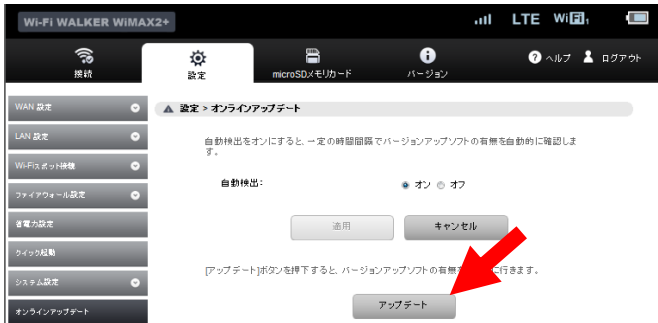 Wi-Fi WALKER WiMAX2+ LTE WiFi 1
接続 設定 microSDメモリカード バージョン ヘルプ ログアウト
WAN 設定
LAN 設定
Wi-Fiスポット接続
ファイアウォール設定
省電力設定
クイック起動
システム設定
オンラインアップデート
設定 > オンラインアップデート
自動検出をオンにすると、一定の時間間隔でバージョンアップソフトの有無を自動的に確認しま
す。
自動検出: オン オフ
適用 キャンセル
[アップデート]ボタンを押下すると、バージョンアップソフトの有無を に行きます。
アップデート